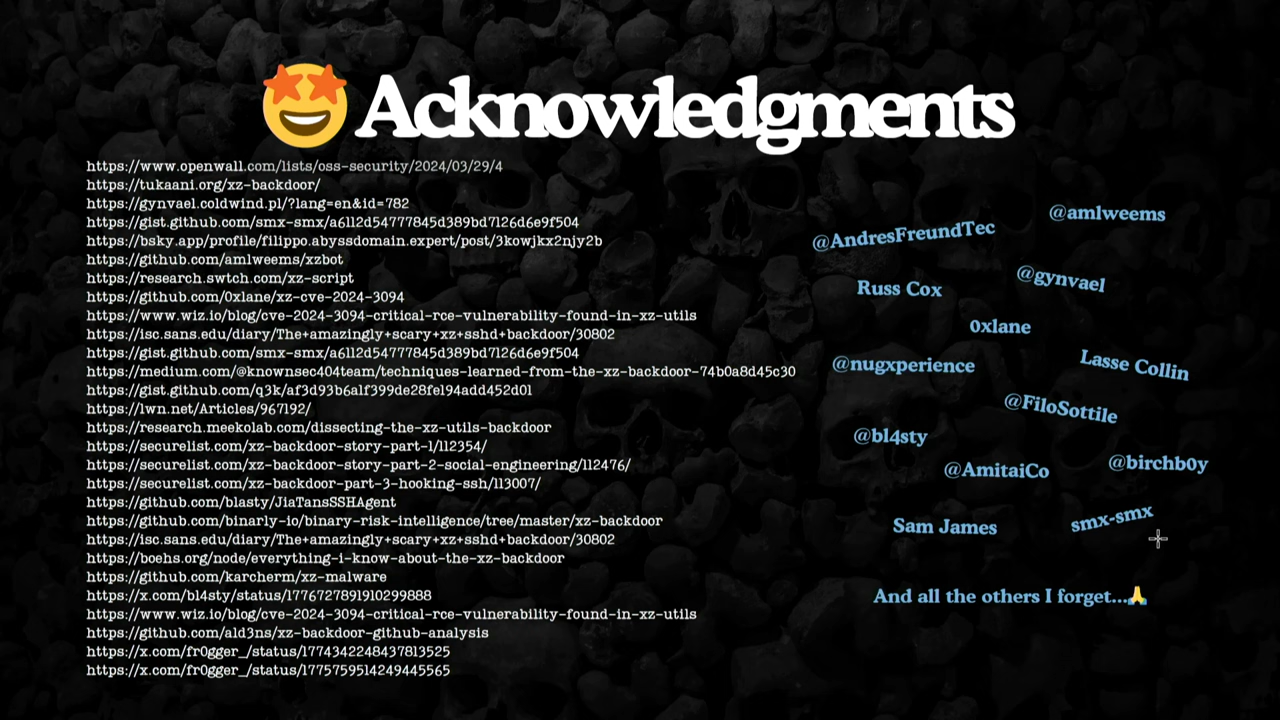 Acknowledgments
https://www.openwall.com/lists/oss-security/2024/03/29/4
https://tukaani.org/xz-backdoor/
https://gynvael.coldwind.pl/?lang=en&id=782
https://gist.github.com/smx-smx/a6112d54777845d389bd7126d6e9f504
https://bsky.app/profile/filippo.abyssdomain.expert/post/3kowjkx2njy2b
https://github.com/amlweems/xzbot
https://research.swtch.com/xz-script
https://github.com/0xlane/xz-cve-2024-3094
https://www.wiz.io/blog/cve-2024-3094-critical-rce-vulnerability-found-in-xz-utils
https://isc.sans.edu/diary/The+amazingly+scary+xz+sshd+backdoor/30802
https://gist.github.com/smx-smx/a6112d54777845d389bd7126d6e9f504
https://medium.com/@knownsec404team/techniques-learned-from-the-xz-backdoor-74b0a8d45c30
https://gist.github.com/q3k/af3d93b6a1f399de28fe194add452d01
https://lwn.net/Articles/967192/
https://research.meekolab.com/dissecting-the-xz-utils-backdoor
https://securelist.com/xz-backdoor-story-part-1/112354/
https://securelist.com/xz-backdoor-story-part-2-social-engineering/112476/
https://securelist.com/xz-backdoor-part-3-hooking-ssh/113007/
https://github.com/blasty/JiaTansSSHAgent
https://github.com/binarly-io/binary-risk-intelligence/tree/master/xz-backdoor
https://isc.sans.edu/diary/The+amazingly+scary+xz+sshd+backdoor/30802
https://boehs.org/node/everything-i-know-about-the-xz-backdoor
https://github.com/karcherm/xz-malware
https://x.com/bl4sty/status/1776727891910299888
https://www.wiz.io/blog/cve-2024-3094-critical-rce-vulnerability-found-in-xz-utils
https://github.com/ald3ns/xz-backdoor-github-analysis
https://x.com/fr0gger_/status/1774342248437813525
https://x.com/fr0gger_/status/1775759514249445565
@amlweems
@AndresFreundTec
@gynvael
Russ Cox
0xlane
Lasse Collin
@nugxperience
@FiloSottile
@bl4sty
@birchb0y
@AmitaiCo
smx-smx
Sam James
And all the others I forget...🙏